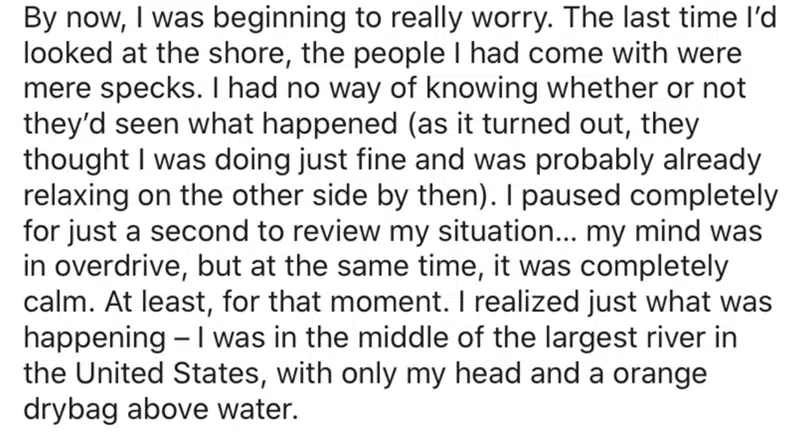 By now, I was beginning to really worry. The last time I’d
looked at the shore, the people I had come with were
mere specks. I had no way of knowing whether or not
they’d seen what happened (as it turned out, they
thought I was doing just fine and was probably already
relaxing on the other side by then). I paused completely
for just a second to review my situation... my mind was
in overdrive, but at the same time, it was completely
calm. At least, for that moment. I realized just what was
happening – I was in the middle of the largest river in
the United States, with only my head and a orange
drybag above water.